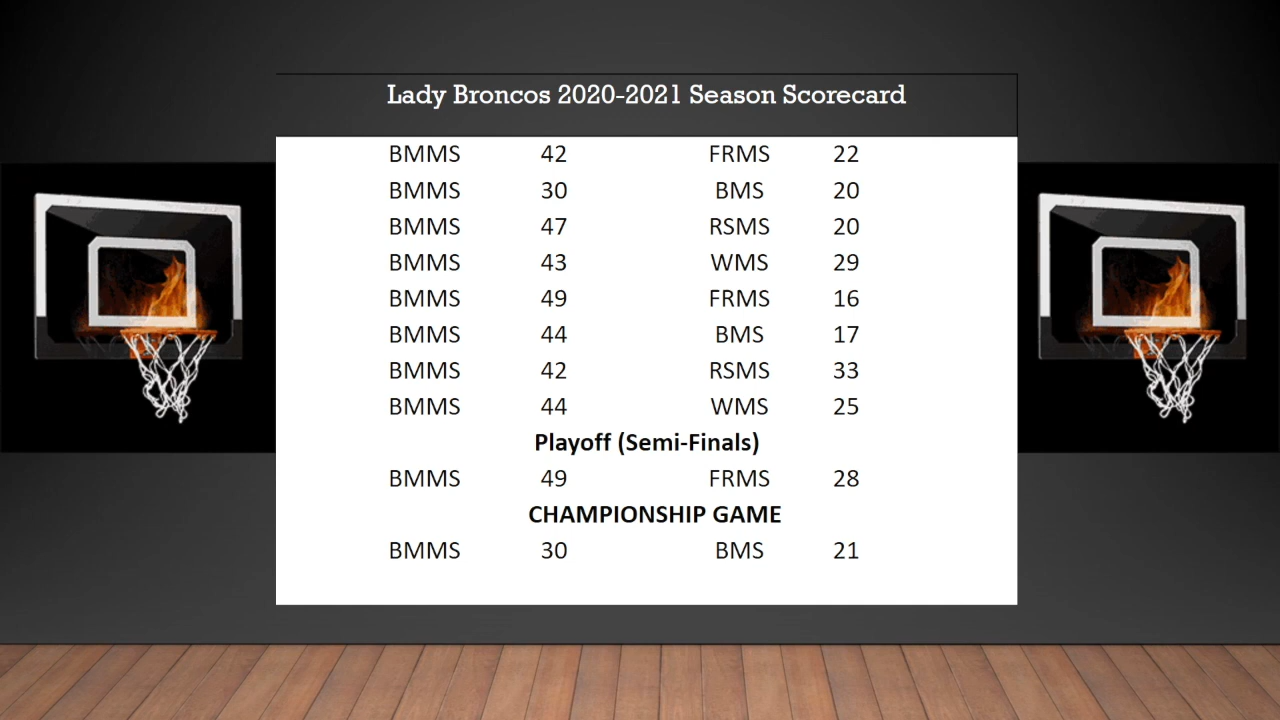 Lady Broncos 2020-2021 Season Scorecard
BMMS 42 FRMS 22
BMMS 30 BMS 20
BMMS 47 RSMS 20
BMMS 43 WMS 29
BMMS 49 FRMS 16
BMMS 44 BMS 17
BMMS 42 RSMS 33
BMMS 44 WMS 25
Playoff (Semi-Finals)
BMMS 49 FRMS 28
CHAMPIONSHIP GAME
BMMS 30 BMS 21